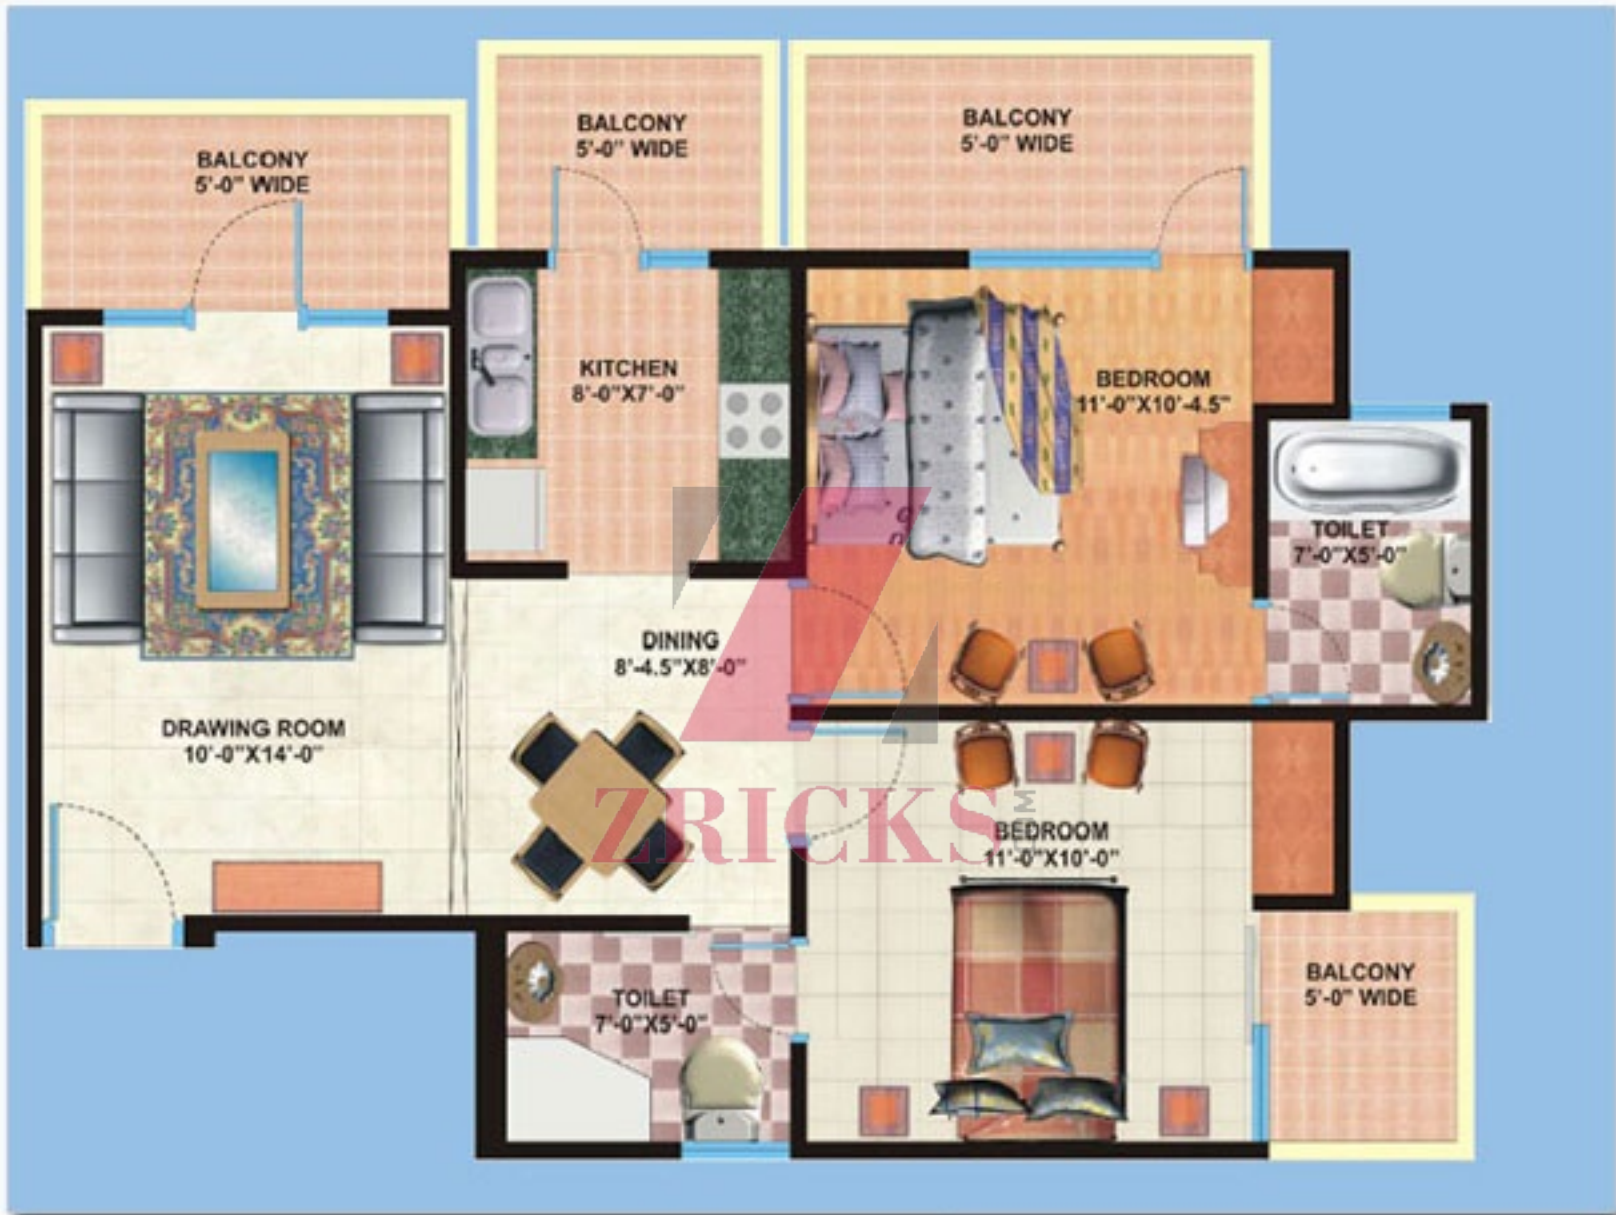 BALCONY
5'-0" WIDE
BALCONY
5'-0" WIDE
BALCONY
5'-0" WIDE
KITCHEN
8'-0"X7'-0"
BEDROOM
11'-0"X10'-4.5"
TOILET
7'-0"X5'-0"
DINING
8'-4.5"X8'-0"
DRAWING ROOM
10'-0"X14'-0"
ZRICKS
.COM
BEDROOM
11'-0"X10'-0"
BALCONY
5'-0" WIDE
TOILET
7'-0"X5'-0"